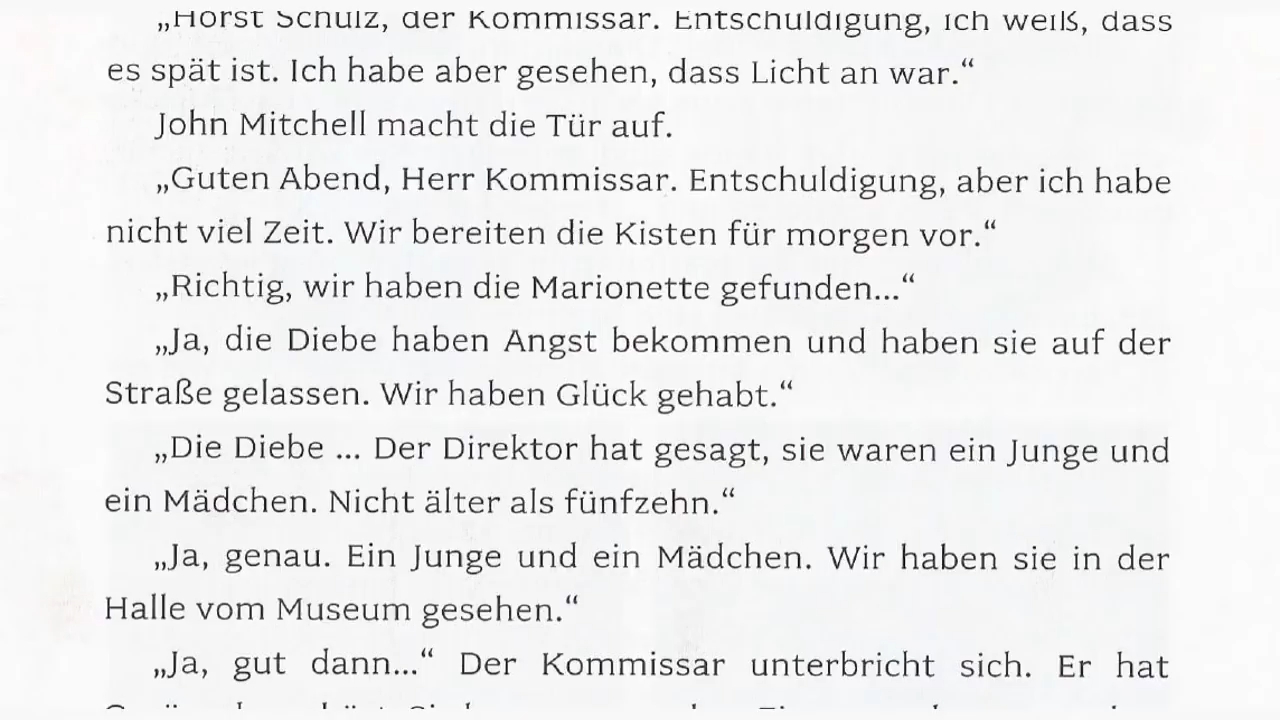 „Horst Schulz, der Kommissar. Entschuldigung, ich weiß, dass
es spät ist. Ich habe aber gesehen, dass Licht an war.“
John Mitchell macht die Tür auf.
„Guten Abend, Herr Kommissar. Entschuldigung, aber ich habe
nicht viel Zeit. Wir bereiten die Kisten für morgen vor.“
„Richtig, wir haben die Marionette gefunden...“
„Ja, die Diebe haben Angst bekommen und haben sie auf der
Straße gelassen. Wir haben Glück gehabt.“
„Die Diebe ... Der Direktor hat gesagt, sie waren ein Junge und
ein Mädchen. Nicht älter als fünfzehn.“
„Ja, genau. Ein Junge und ein Mädchen. Wir haben sie in der
Halle vom Museum gesehen.“
„Ja, gut dann...“ Der Kommissar unterbricht sich. Er hat